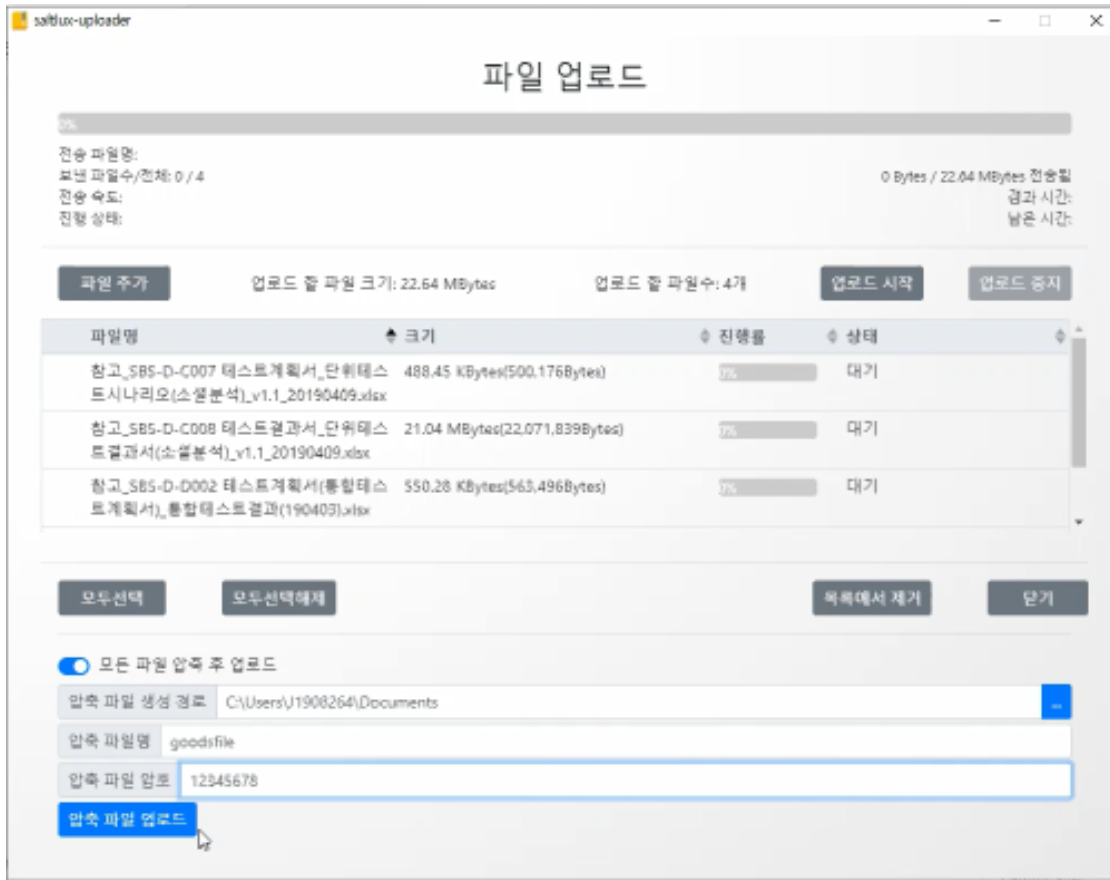 saltlux-uploader
파일 업로드
0%
전송 파일명:
보낸 파일수/전체: 0 / 4
0 Bytes / 22.64 MBytes 전송됨
전송 속도:
경과 시간:
진행 상태:
남은 시간:
파일 추가
업로드 할 파일 크기: 22.64 MBytes
업로드 할 파일수: 4개
업로드 시작
업로드 중지
파일명 크기 진행률 상태
참고_SBS-D-C007 테스트계획서_단위테스 488.45 KBytes(500,176Bytes) 0% 대기
트시나리오(소셜분석)_v1.1_20190409.xlsx
참고_SBS-D-C008 테스트결과서_단위테스 21.04 MBytes(22,071,839Bytes) 0% 대기
트결과서(소셜분석)_v1.1_20190409.xlsx
참고_SBS-D-D002 테스트계획서(통합테스 550.28 KBytes(563,496Bytes) 0% 대기
트계획서)_통합테스트결과(190403).xlsx
모두선택
모두선택해제
목록에서 제거
닫기
모든 파일 압축 후 업로드
압축 파일 생성 경로 C:\Users\J1908264\Documents ...
압축 파일명 goodsfile
압축 파일 암호 12345678
압축 파일 업로드